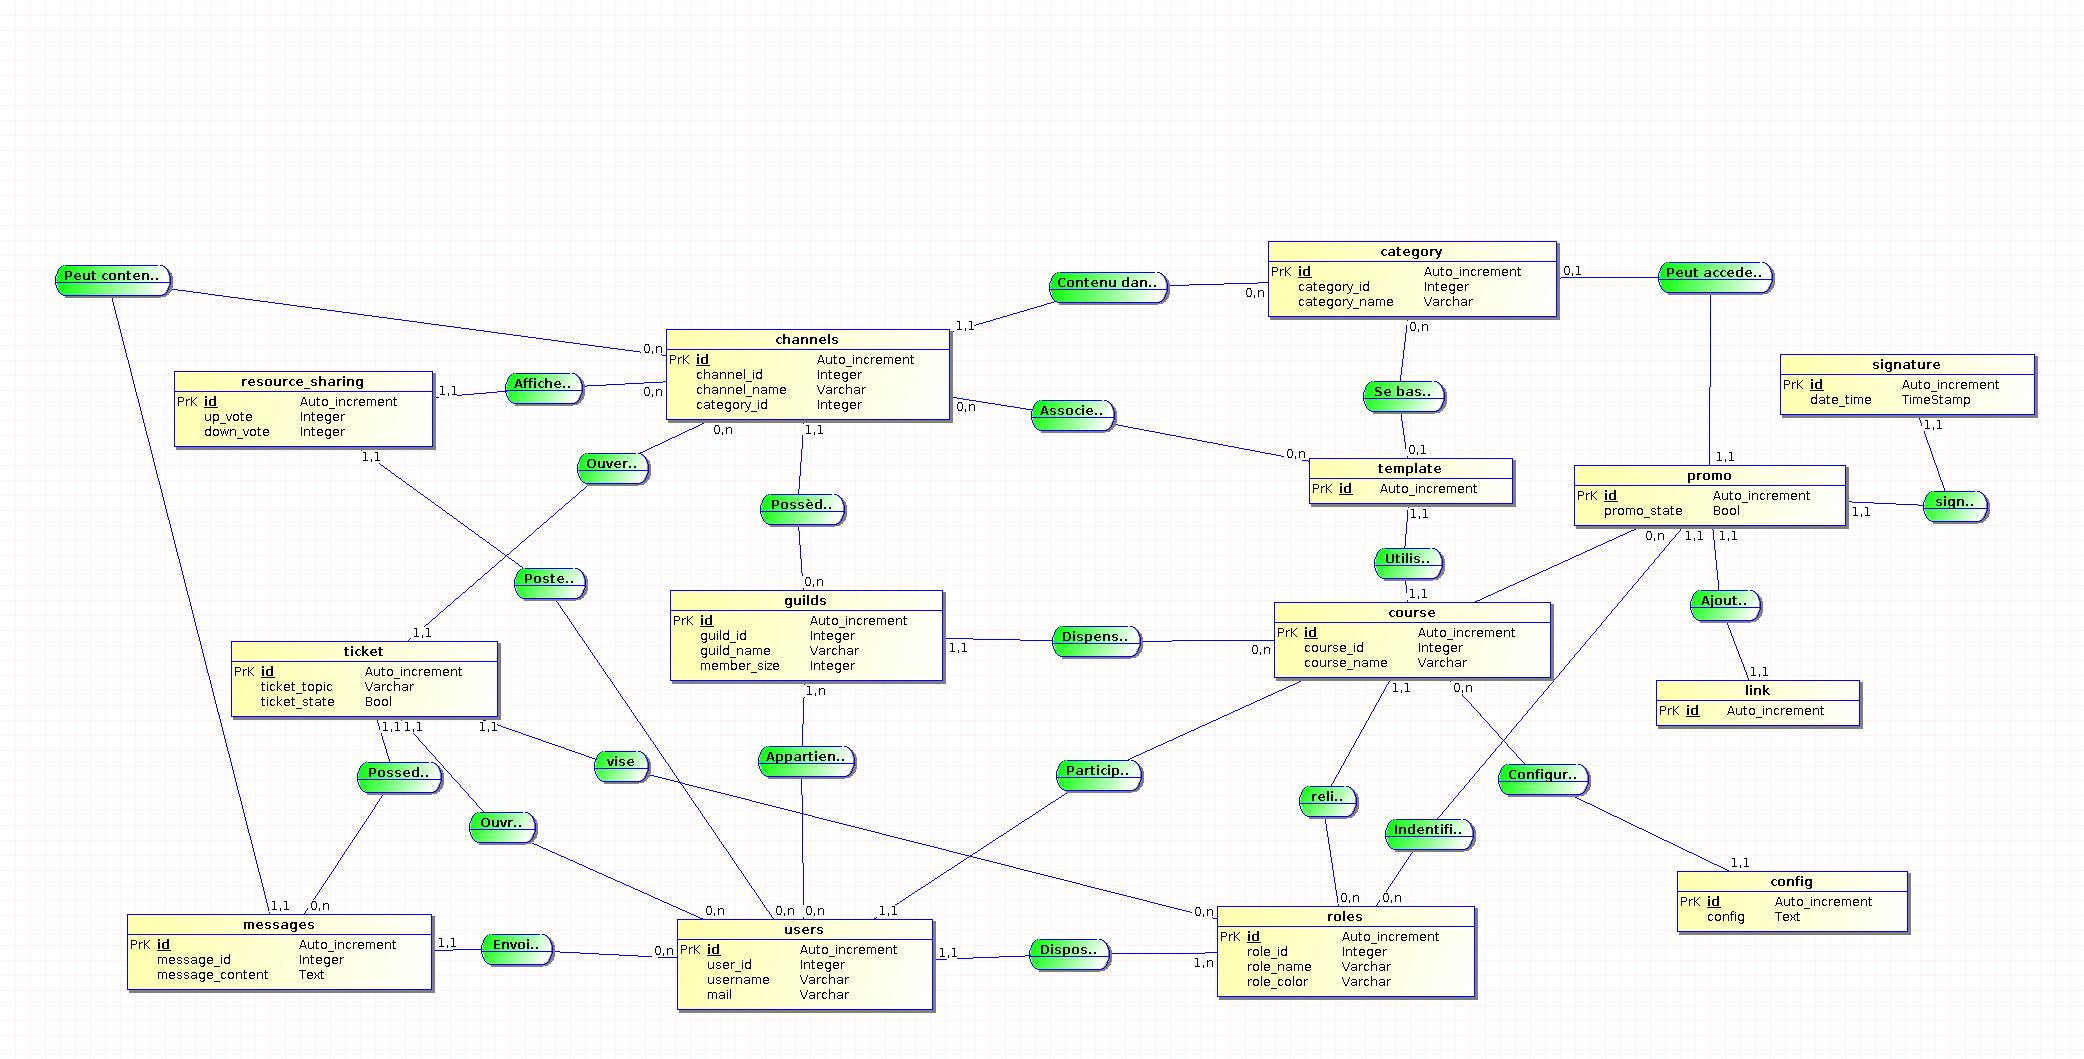 category
PrK id Auto_increment
category_id Integer
category_name Varchar
Peut conten..
Contenu dan..
Peut accede..
0,1
0,n
0,n
1,1
channels
PrK id Auto_increment
channel_id Integer
channel_name Varchar
category_id Integer
0,n
0,n
0,n
0,n
1,1
resource_sharing
PrK id Auto_increment
up_vote Integer
down_vote Integer
1,1
1,1
Affiche..
Se bas..
Associe..
signature
PrK id Auto_increment
date_time TimeStamp
1,1
0,1
0,n
template
PrK id Auto_increment
1,1
1,1
promo
PrK id Auto_increment
promo_state Bool
1,1
0,n
1,1
1,1
sign..
Ouver..
Possèd..
Utilis..
Poste..
Ajout..
0,n
guilds
PrK id Auto_increment
guild_id Integer
guild_name Varchar
member_size Integer
1,1
1,n
Dispens..
1,1
course
PrK id Auto_increment
course_id Integer
course_name Varchar
0,n
1,1
0,n
1,1
link
PrK id Auto_increment
1,1
ticket
PrK id Auto_increment
ticket_topic Varchar
ticket_state Bool
1,1
1,1
1,1
Possed..
vise
Appartien..
Particip..
reli..
Configur..
Ouvr..
Indentifi..
1,1
config
PrK id Auto_increment
config Text
1,1
0,n
messages
PrK id Auto_increment
message_id Integer
message_content Text
1,1
Envoi..
0,n
0,n
0,n
0,n
1,1
users
PrK id Auto_increment
user_id Integer
username Varchar
mail Varchar
1,1
Dispos..
0,n
1,n
0,n
0,n
roles
PrK id Auto_increment
role_id Integer
role_name Varchar
role_color Varchar